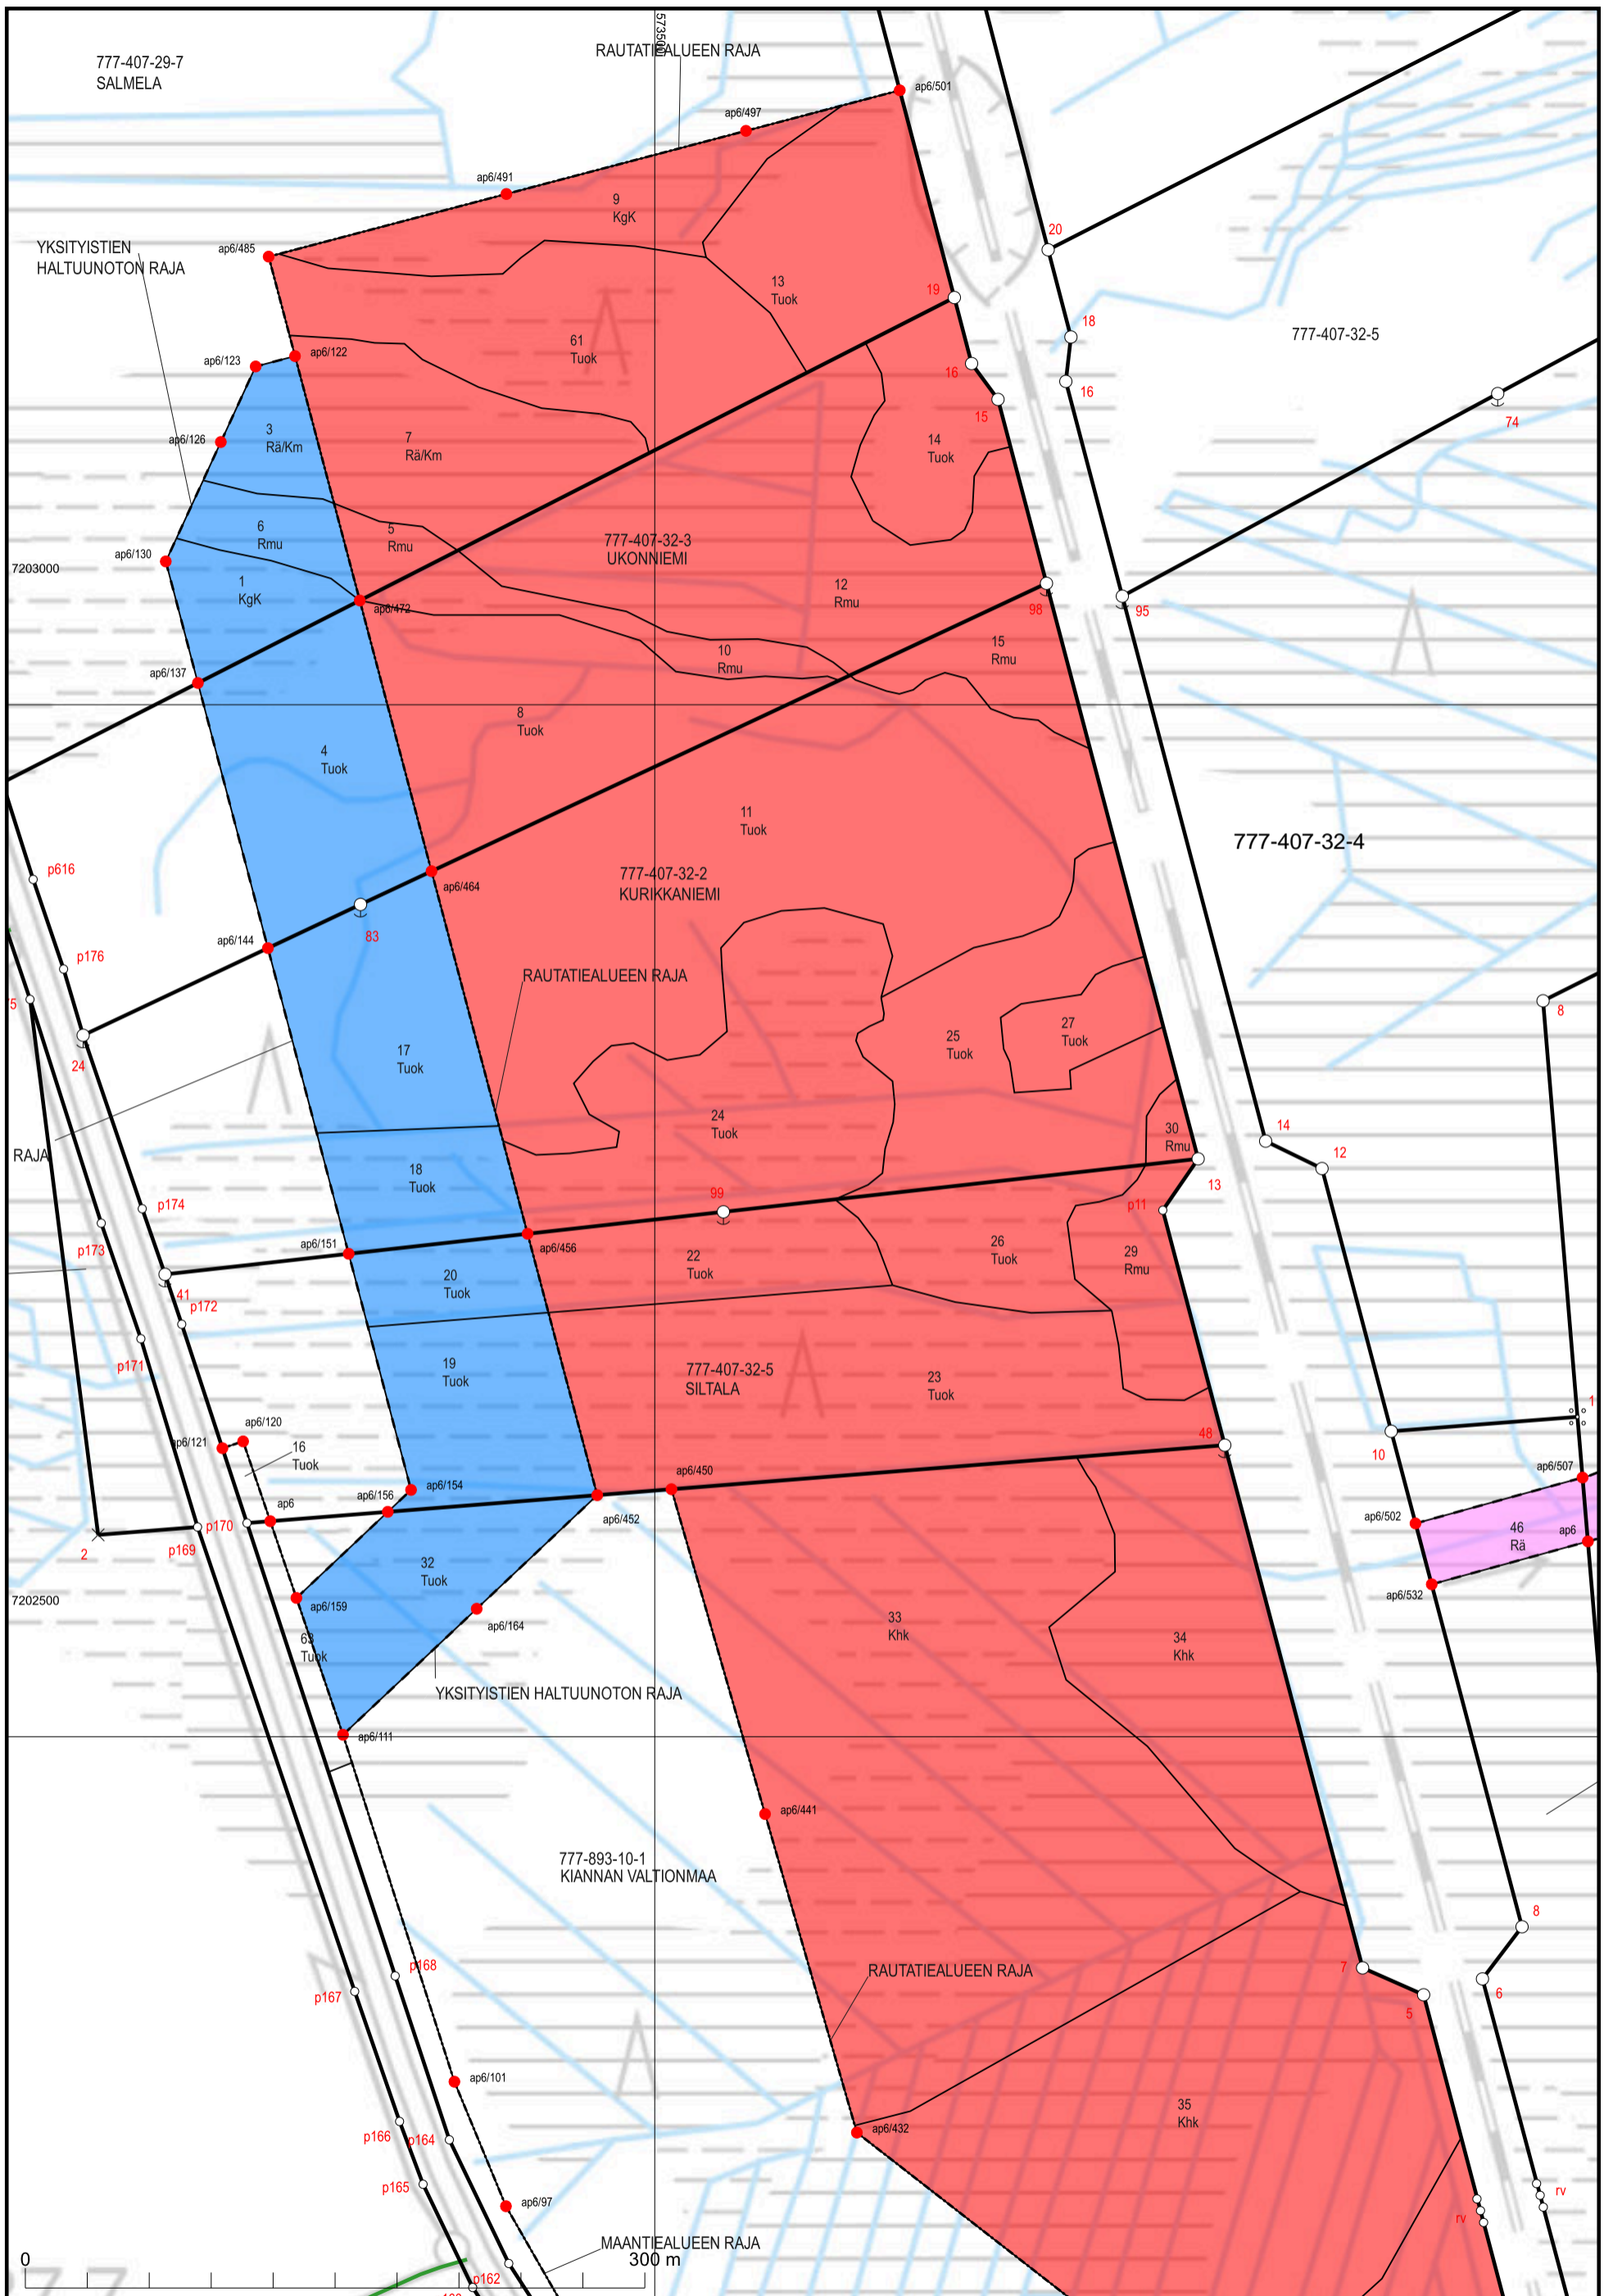 573500
777-407-29-7
SALMELA
RAUTATIEALUEEN RAJA
ap6/501
ap6/497
ap6/491
9
KgK
YKSITYISTIEN
HALTUUNOTON RAJA
ap6/485
20
13
Tuok
19
18
777-407-32-5
61
Tuok
ap6/122
ap6/123
16
16
15
74
3
Rä/Km
7
Rä/Km
ap6/126
14
Tuok
6
Rmu
5
Rmu
777-407-32-3
UKONNIEMI
ap6/130
7203000
1
KgK
12
Rmu
ap6/472
98
95
15
Rmu
10
Rmu
ap6/137
8
Tuok
4
Tuok
11
Tuok
777-407-32-4
p616
777-407-32-2
KURIKKANIEMI
ap6/464
83
ap6/144
p176
RAUTATIEALUEEN RAJA
5
8
24
17
Tuok
25
Tuok
27
Tuok
24
Tuok
30
Rmu
14
RAJA
12
18
Tuok
13
p174
99
p11
p173
ap6/151
ap6/456
22
Tuok
26
Tuok
29
Rmu
20
Tuok
41
p172
p171
19
Tuok
777-407-32-5
SILTALA
23
Tuok
1
ap6/120
ap6/121
16
Tuok
48
10
ap6/450
ap6/507
ap6/154
ap6/156
ap6
ap6/452
p170
ap6/502
46
Rä
ap6
2
p169
32
Tuok
ap6/532
7202500
ap6/159
ap6/164
33
Khk
63
Tuok
34
Khk
YKSITYISTIEN HALTUUNOTON RAJA
ap6/111
ap6/441
777-893-10-1
KIANNAN VALTIONMAA
8
p168
RAUTATIEALUEEN RAJA
7
p167
6
5
ap6/101
35
Khk
p166
p164
ap6/432
p165
rv
ap6/97
rv
MAANTIEALUEEN RAJA
0
300 m
p162